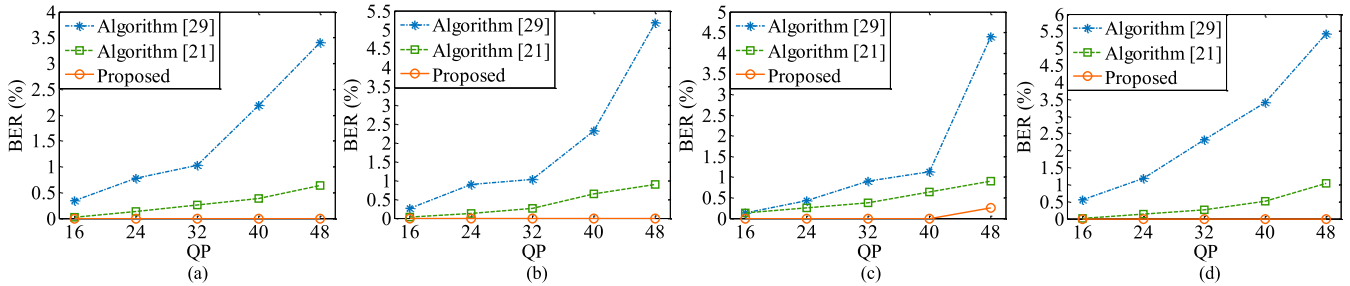 BER (%)
4
3.5
3
2.5
2
1.5
1
0.5
0
Algorithm [29]
Algorithm [21]
Proposed
16 24 32 40 48
QP
(a)
BER (%)
5.5
5
4.5
4
3.5
3
2.5
2
1.5
1
0.5
0
Algorithm [29]
Algorithm [21]
Proposed
16 24 32 40 48
QP
(b)
BER (%)
5
4.5
4
3.5
3
2.5
2
1.5
1
0.5
0
Algorithm [29]
Algorithm [21]
Proposed
16 24 32 40 48
QP
(c)
BER (%)
6
5.5
5
4.5
4
3.5
3
2.5
2
1.5
1
0.5
0
Algorithm [29]
Algorithm [21]
Proposed
16 24 32 40 48
QP
(d)